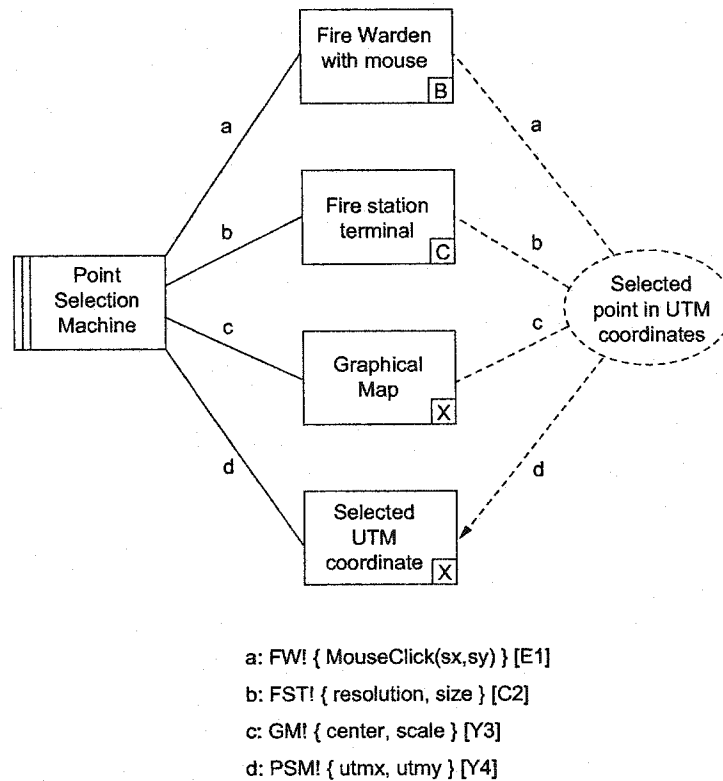 Fire Warden
with mouse
B
a
a
Fire station
terminal
C
b
b
Point
Selection
Machine
Selected
point in UTM
coordinates
c
c
Graphical
Map
X
d
d
Selected
UTM
coordinate
X
a: FW! { MouseClick(sx,sy) } [E1]
b: FST! { resolution, size } [C2]
c: GM! { center, scale } [Y3]
d: PSM! { utmx, utmy } [Y4]